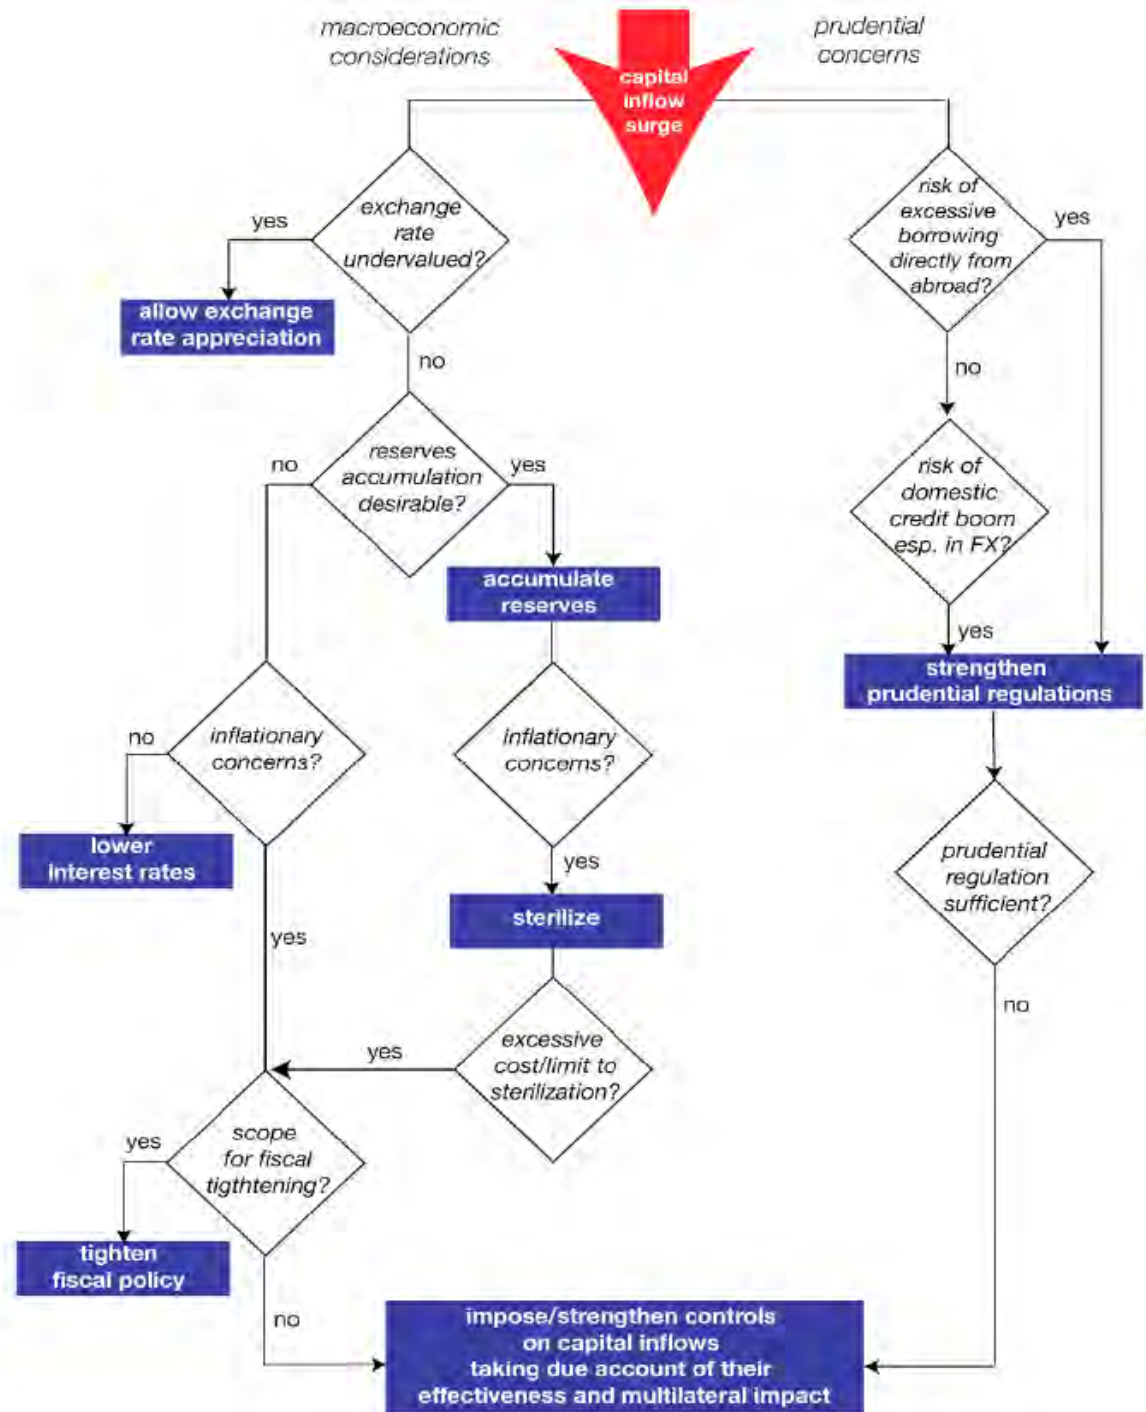 macroeconomic
considerations
prudential
concerns
capital
inflow
surge
exchange
rate
undervalued?
yes
allow exchange
rate appreciation
no
risk of
excessive
borrowing
directly from
abroad?
yes
no
reserves
accumulation
desirable?
no
yes
accumulate
reserves
risk of
domestic
credit boom
esp. in FX?
yes
strengthen
prudential regulations
inflationary
concerns?
no
lower
interest rates
yes
inflationary
concerns?
yes
sterilize
excessive
cost/limit to
sterilization?
yes
prudential
regulation
sufficient?
no
scope
for fiscal
tigthtening?
yes
tighten
fiscal policy
no
impose/strengthen controls
on capital inflows
taking due account of their
effectiveness and multilateral impact